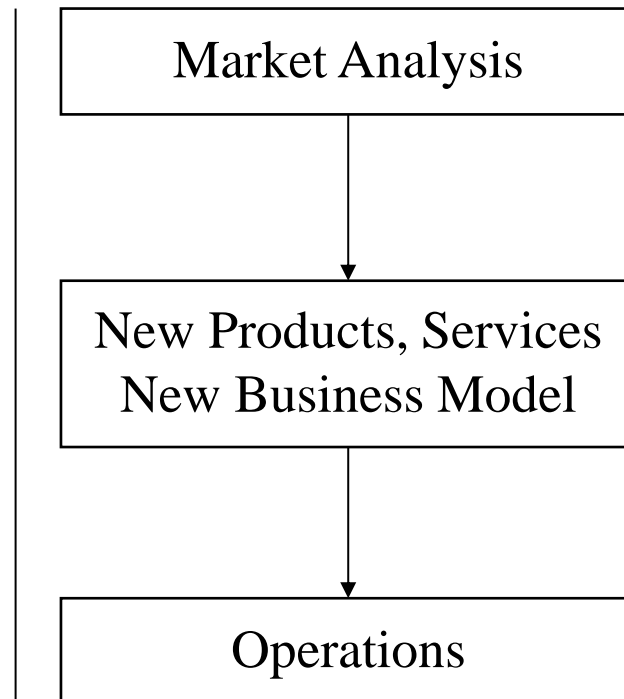 Market Analysis
New Products, Services
New Business Model
Operations